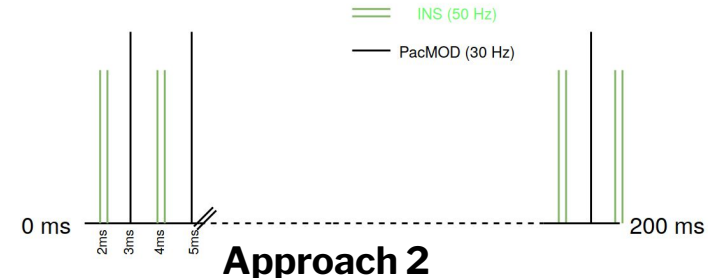 INS (50 Hz)
PacMOD (30 Hz)
0 ms
2ms
3ms
4ms
5ms
200 ms
Approach 2